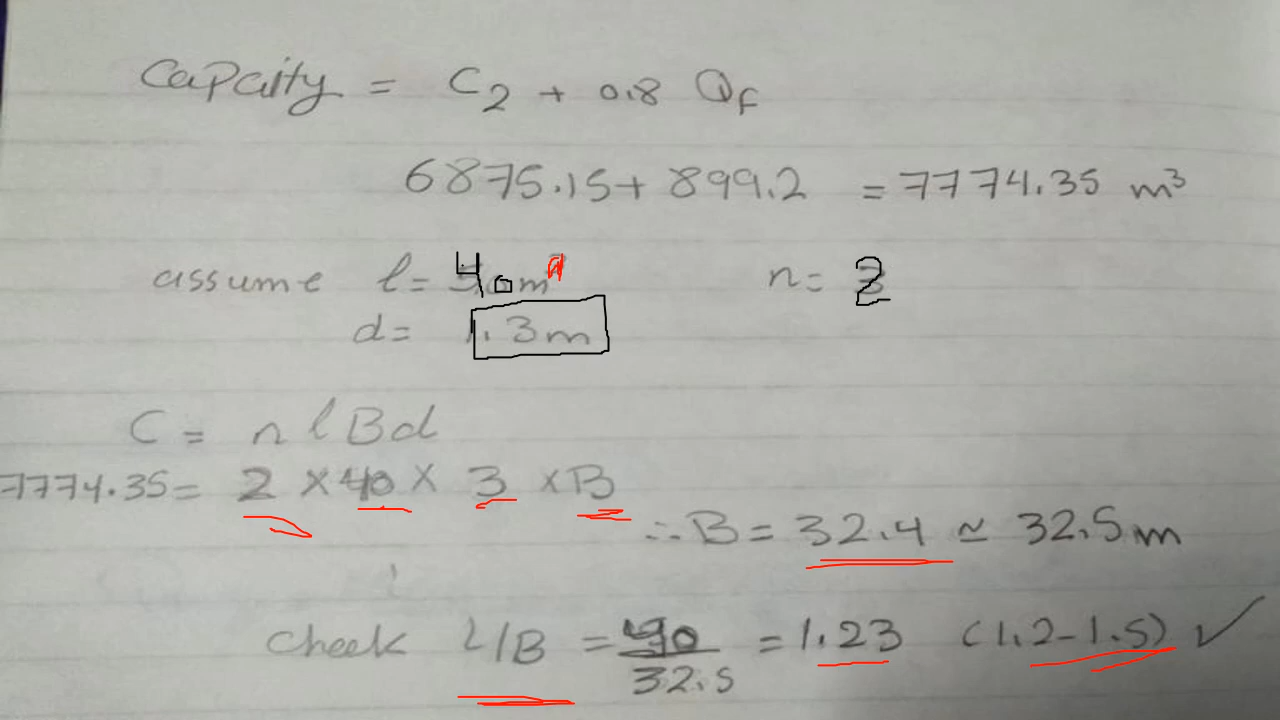 Capacity = C2 + 0.8 QF
6875.15 + 899.2 = 7774.35 m³
assume l = 40m n = 2
d = 3m
C = n l B d
7774.35 = 2 × 40 × 3 × B
∴ B = 32.4 ≃ 32.5 m
Check L/B = 40/32.5 = 1.23 (1.2-1.5) ✓